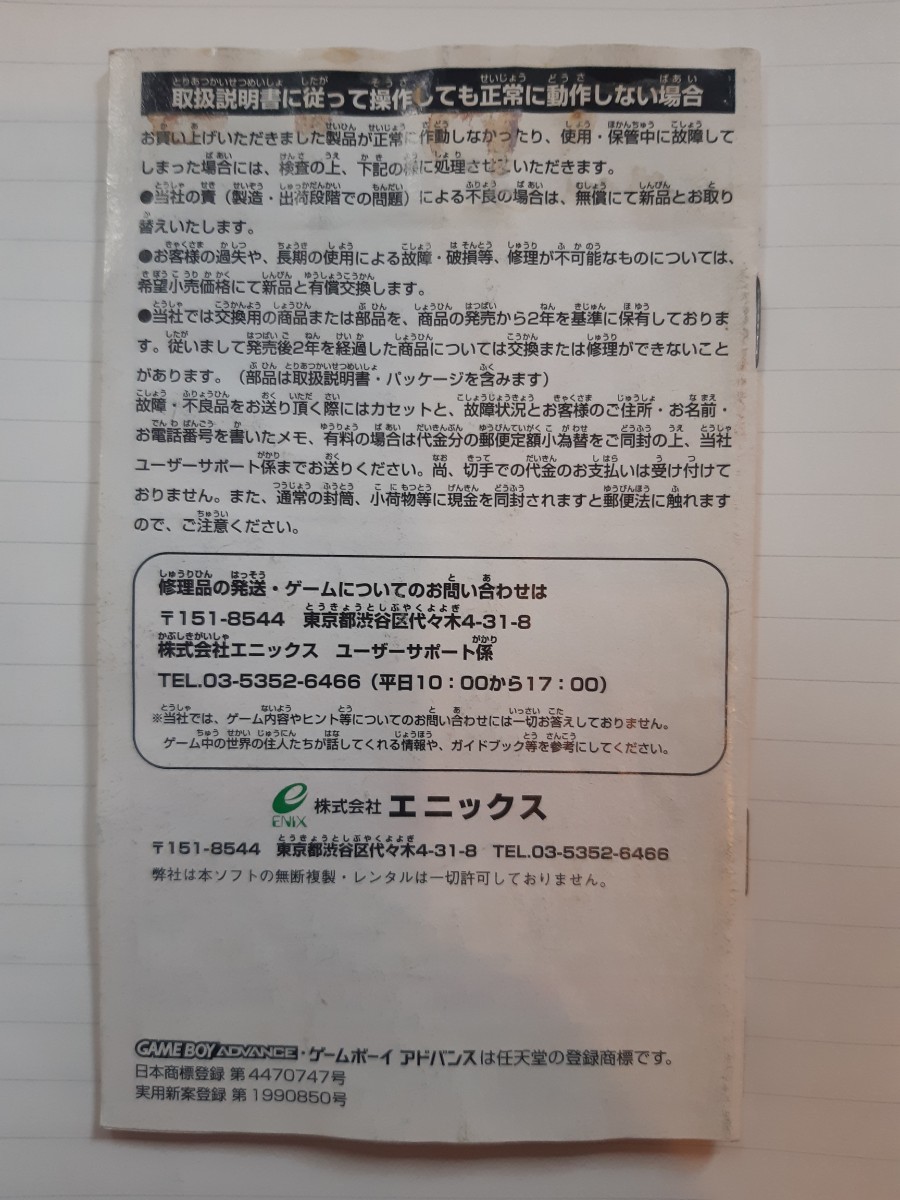 取扱説明書に従って操作しても正常に動作しない場合
お買い上げいただきました製品が正常に作動しなかったり、使用・保管中に故障して
しまった場合には、検査の上、下記の様に処理させていただきます。
●当社の責(製造・出荷段階での問題)による不良の場合は、無償にて新品とお取り
替えいたします。
●お客様の過失や、長期の使用による故障・破損等、修理が不可能なものについては、
希望小売価格にて新品と有償交換します。
●当社では交換用の商品または部品を、商品の発売から2年を基準に保有しておりま
す。従いまして発売後2年を経過した商品については交換または修理ができないこと
があります。(部品は取扱説明書・パッケージを含みます)
故障・不良品をお送り頂く際にはカセットと、故障状況とお客様のご住所・お名前・
お電話番号を書いたメモ、有料の場合は代金分の郵便定額小為替をご同封の上、当社
ユーザーサポート係までお送りください。尚、切手での代金のお支払いは受け付けて
おりません。また、通常の封筒、小荷物等に現金を同封されますと郵便法に触れます
ので、ご注意ください。
修理品の発送・ゲームについてのお問い合わせは
〒151-8544 東京都渋谷区代々木4-31-8
株式会社エニックス ユーザーサポート係
TEL.03-5352-6466(平日10:00から17:00)
※当社では、ゲーム内容やヒント等についてのお問い合わせには一切お答えしておりません。
ゲーム中の世界の住人たちが話してくれる情報や、ガイドブック等を参考にしてください。
ENIX 株式会社 エニックス
〒151-8544 東京都渋谷区代々木4-31-8 TEL.03-5352-6466
弊社は本ソフトの無断複製・レンタルは一切許可しておりません。
GAME BOY ADVANCE・ゲームボーイ アドバンスは任天堂の登録商標です。
日本商標登録 第4470747号
実用新案登録 第1990850号